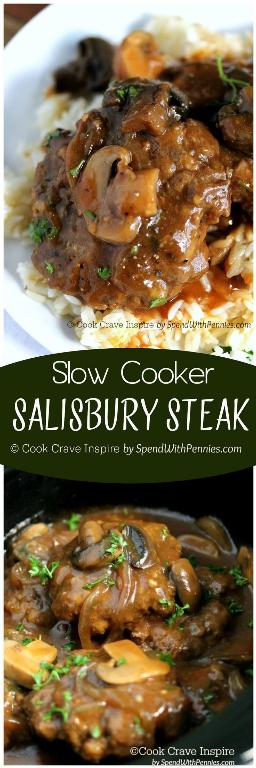 ©Cook Crave Inspire by SpendWithPennies.com
Slow Cooker
SALISBURY STEAK
© Cook Crave Inspire by SpendWithPennies.com
©Cook Crave Inspire
by SpendWithPennies.com